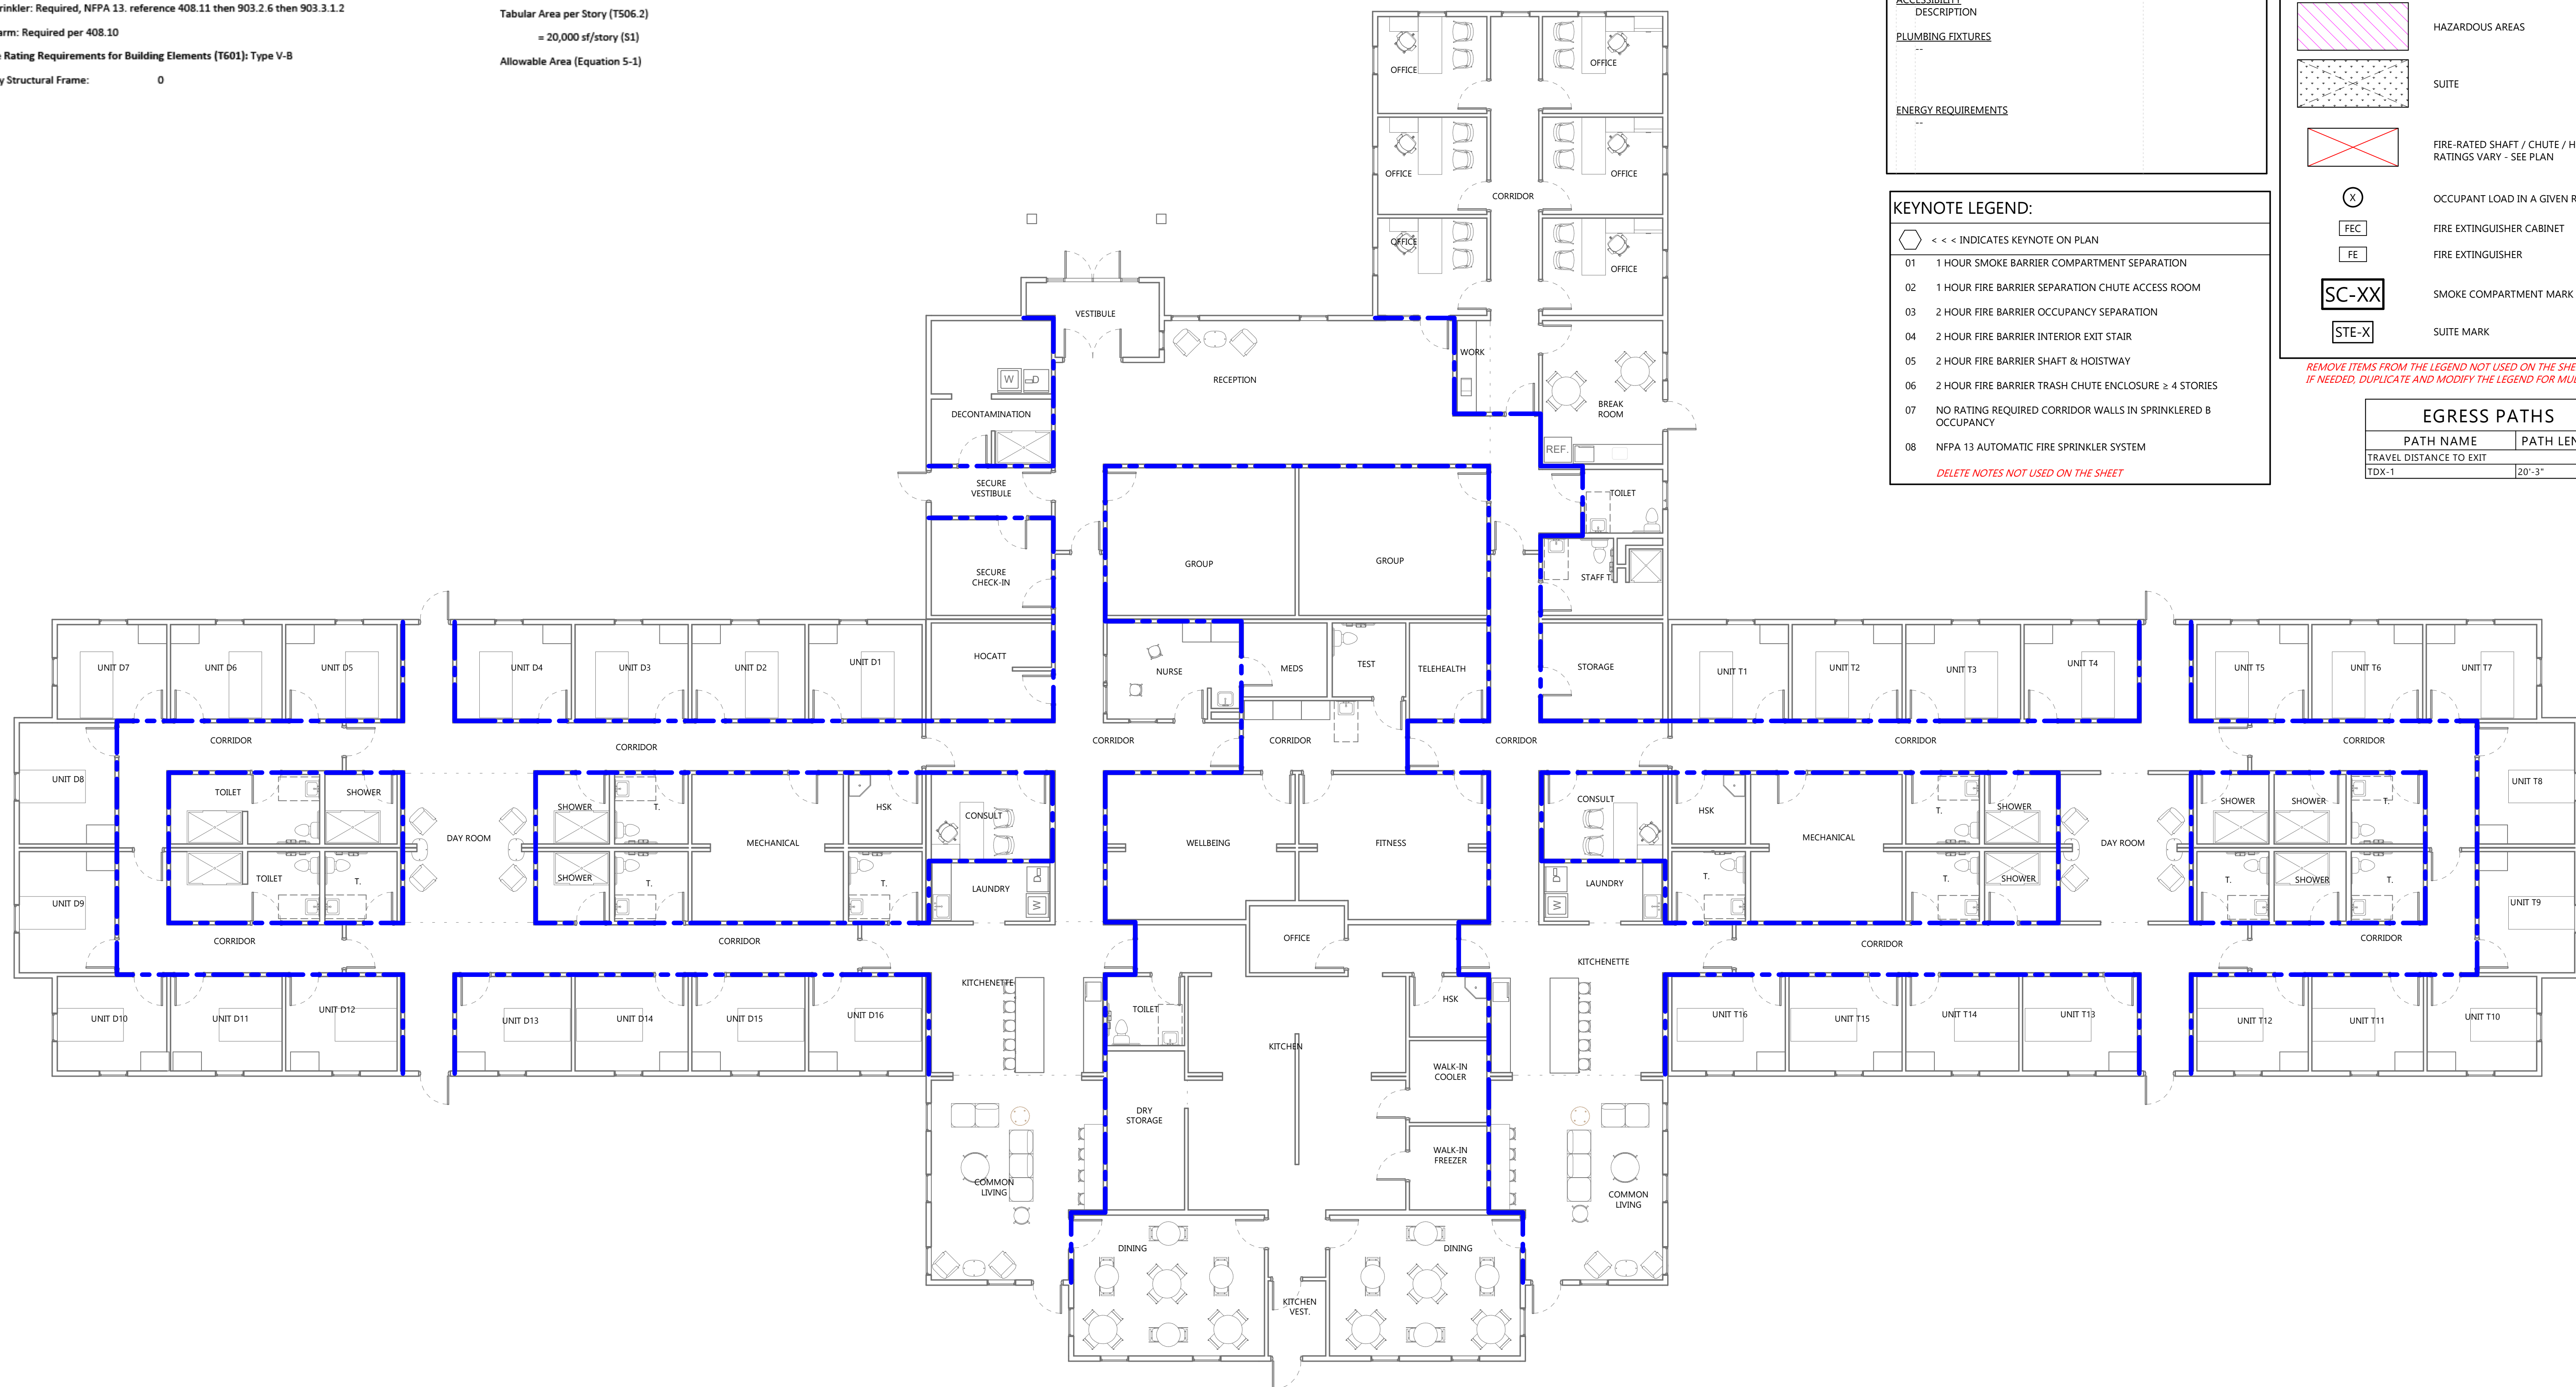 rinkler: Required, NFPA 13. reference 408.11 then 903.2.6 then 903.3.1.2
arm: Required per 408.10
e Rating Requirements for Building Elements (T601): Type V-B
y Structural Frame: 0
Tabular Area per Story (T506.2)
= 20,000 sf/story (S1)
Allowable Area (Equation 5-1)
ACCESSIBILITY
DESCRIPTION
PLUMBING FIXTURES
--
ENERGY REQUIREMENTS
--
HAZARDOUS AREAS
SUITE
FIRE-RATED SHAFT / CHUTE / H
RATINGS VARY - SEE PLAN
X
OCCUPANT LOAD IN A GIVEN R
FEC
FIRE EXTINGUISHER CABINET
FE
FIRE EXTINGUISHER
SC-XX
SMOKE COMPARTMENT MARK
STE-X
SUITE MARK
REMOVE ITEMS FROM THE LEGEND NOT USED ON THE SHE
IF NEEDED, DUPLICATE AND MODIFY THE LEGEND FOR MUL
KEYNOTE LEGEND:
< < < INDICATES KEYNOTE ON PLAN
01 1 HOUR SMOKE BARRIER COMPARTMENT SEPARATION
02 1 HOUR FIRE BARRIER SEPARATION CHUTE ACCESS ROOM
03 2 HOUR FIRE BARRIER OCCUPANCY SEPARATION
04 2 HOUR FIRE BARRIER INTERIOR EXIT STAIR
05 2 HOUR FIRE BARRIER SHAFT & HOISTWAY
06 2 HOUR FIRE BARRIER TRASH CHUTE ENCLOSURE ≥ 4 STORIES
07 NO RATING REQUIRED CORRIDOR WALLS IN SPRINKLERED B
OCCUPANCY
08 NFPA 13 AUTOMATIC FIRE SPRINKLER SYSTEM
DELETE NOTES NOT USED ON THE SHEET
EGRESS PATHS
PATH NAME PATH LEN
TRAVEL DISTANCE TO EXIT
TDX-1 20'-3"
OFFICE
OFFICE
OFFICE
OFFICE
CORRIDOR
OFFICE
OFFICE
VESTIBULE
WORK
RECEPTION
W
D
BREAK
ROOM
DECONTAMINATION
REF.
SECURE
VESTIBULE
TOILET
GROUP
GROUP
SECURE
CHECK-IN
STAFF T.
HOCATT
NURSE
MEDS
TEST
TELEHEALTH
STORAGE
UNIT D7
UNIT D6
UNIT D5
UNIT D4
UNIT D3
UNIT D2
UNIT D1
UNIT T1
UNIT T2
UNIT T3
UNIT T4
UNIT T5
UNIT T6
UNIT T7
CORRIDOR
CORRIDOR
CORRIDOR
CORRIDOR
CORRIDOR
CORRIDOR
CORRIDOR
UNIT D8
TOILET
SHOWER
SHOWER
T.
HSK
CONSULT
CONSULT
HSK
T.
SHOWER
SHOWER
SHOWER
T.
UNIT T8
DAY ROOM
MECHANICAL
WELLBEING
FITNESS
MECHANICAL
DAY ROOM
UNIT D9
TOILET
T.
SHOWER
T.
T.
LAUNDRY
D
W
LAUNDRY
D
W
T.
T.
SHOWER
T.
SHOWER
T.
UNIT T9
CORRIDOR
CORRIDOR
OFFICE
CORRIDOR
CORRIDOR
KITCHENETTE
KITCHENETTE
UNIT D10
UNIT D11
UNIT D12
UNIT D13
UNIT D14
UNIT D15
UNIT D16
TOILET
HSK
UNIT T16
UNIT T15
UNIT T14
UNIT T13
UNIT T12
UNIT T11
UNIT T10
KITCHEN
WALK-IN
COOLER
DRY
STORAGE
WALK-IN
FREEZER
COMMON
LIVING
COMMON
LIVING
DINING
DINING
KITCHEN
VEST.